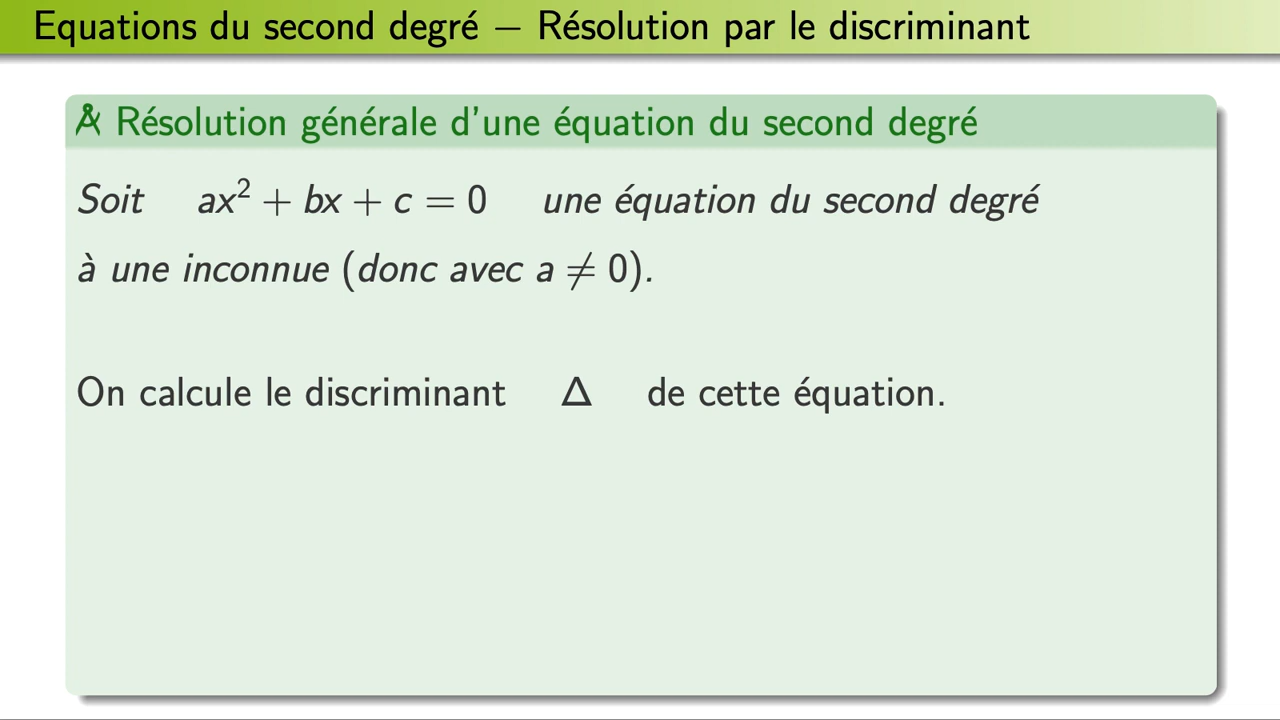 Equations du second degré – Résolution par le discriminant
Résolution générale d'une équation du second degré
Soit ax² + bx + c = 0 une équation du second degré
à une inconnue (donc avec a ≠ 0).
On calcule le discriminant Δ de cette équation.